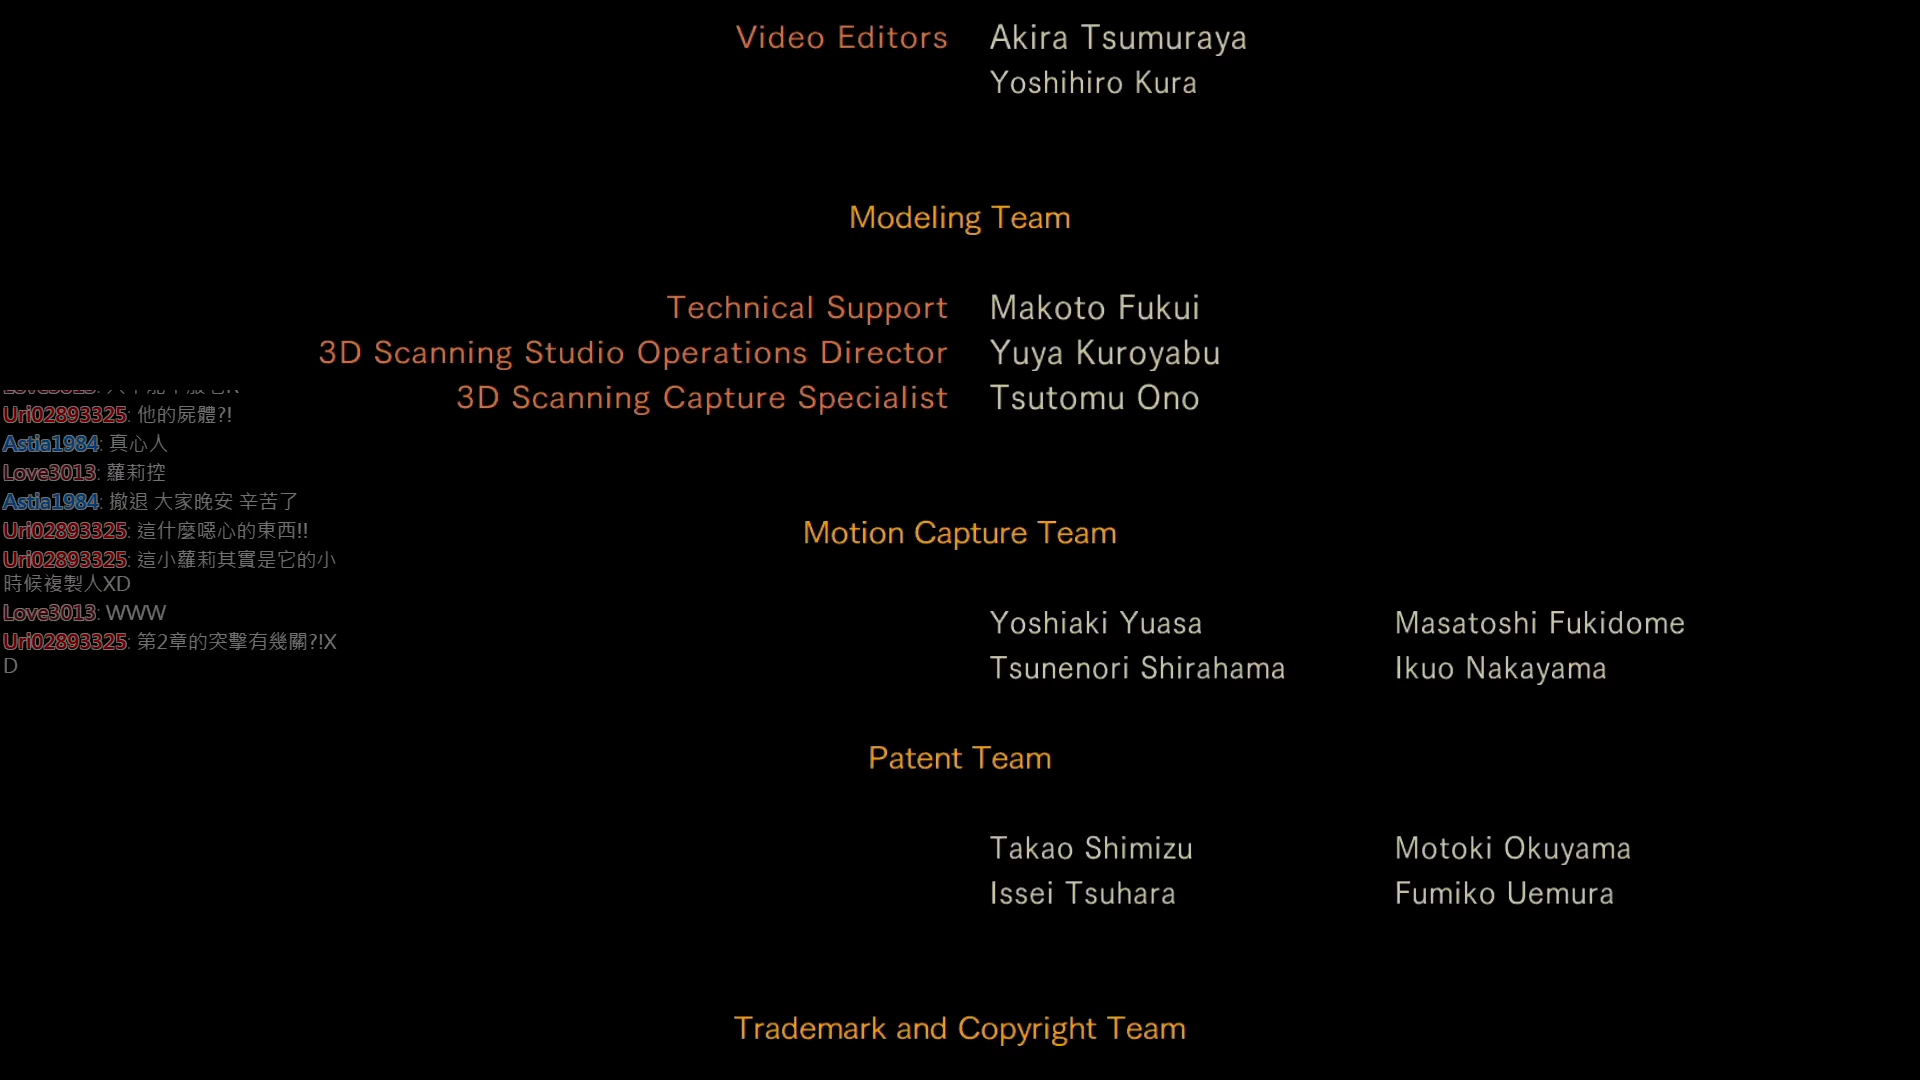 Video Editors Akira Tsumuraya
Yoshihiro Kura
Modeling Team
Technical Support Makoto Fukui
3D Scanning Studio Operations Director Yuya Kuroyabu
3D Scanning Capture Specialist Tsutomu Ono
Uri02893325: 他的屍體?!
Astia1984: 真心人
Love3013: 蘿莉控
Astia1984: 撤退 大家晚安 辛苦了
Uri02893325: 這什麼噁心的東西!!
Uri02893325: 這小蘿莉其實是它的小
時候複製人XD
Love3013: WWW
Uri02893325: 第2章的突擊有幾關?!X
D
Motion Capture Team
Yoshiaki Yuasa Masatoshi Fukidome
Tsunenori Shirahama Ikuo Nakayama
Patent Team
Takao Shimizu Motoki Okuyama
Issei Tsuhara Fumiko Uemura
Trademark and Copyright Team